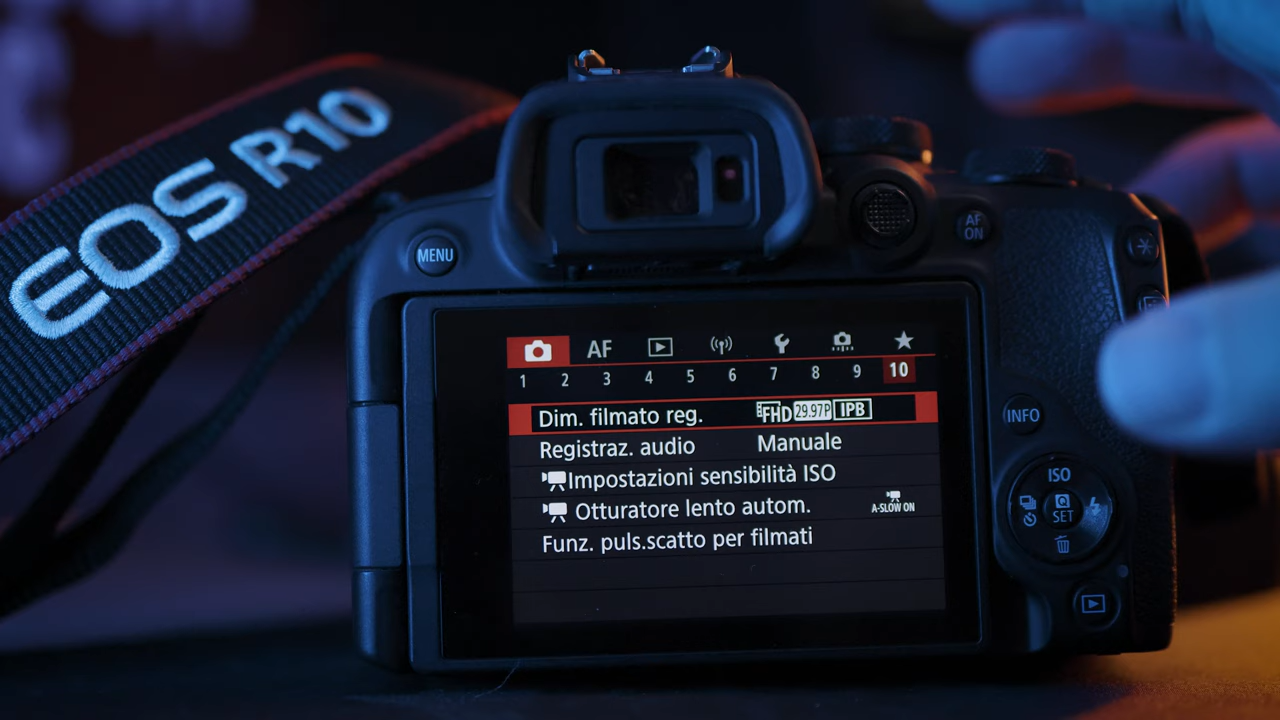 EOS R10
MENU
AF
ON
AF
1 2 3 4 5 6 7 8 9 10
Dim. filmato reg. FHD 29.97P IPB
Registraz. audio Manuale
Impostazioni sensibilità ISO
Otturatore lento autom. A-SLOW ON
Funz. puls.scatto per filmati
INFO
ISO
Q
SET